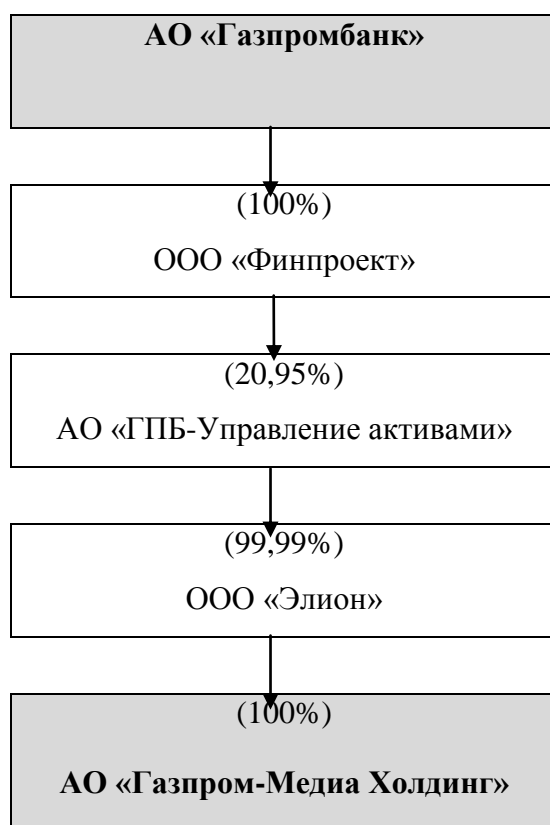 АО «Газпромбанк»
(100%)
ООО «Финпроект»
(20,95%)
АО «ГПБ-Управление активами»
(99,99%)
ООО «Элион»
(100%)
АО «Газпром-Медиа Холдинг»